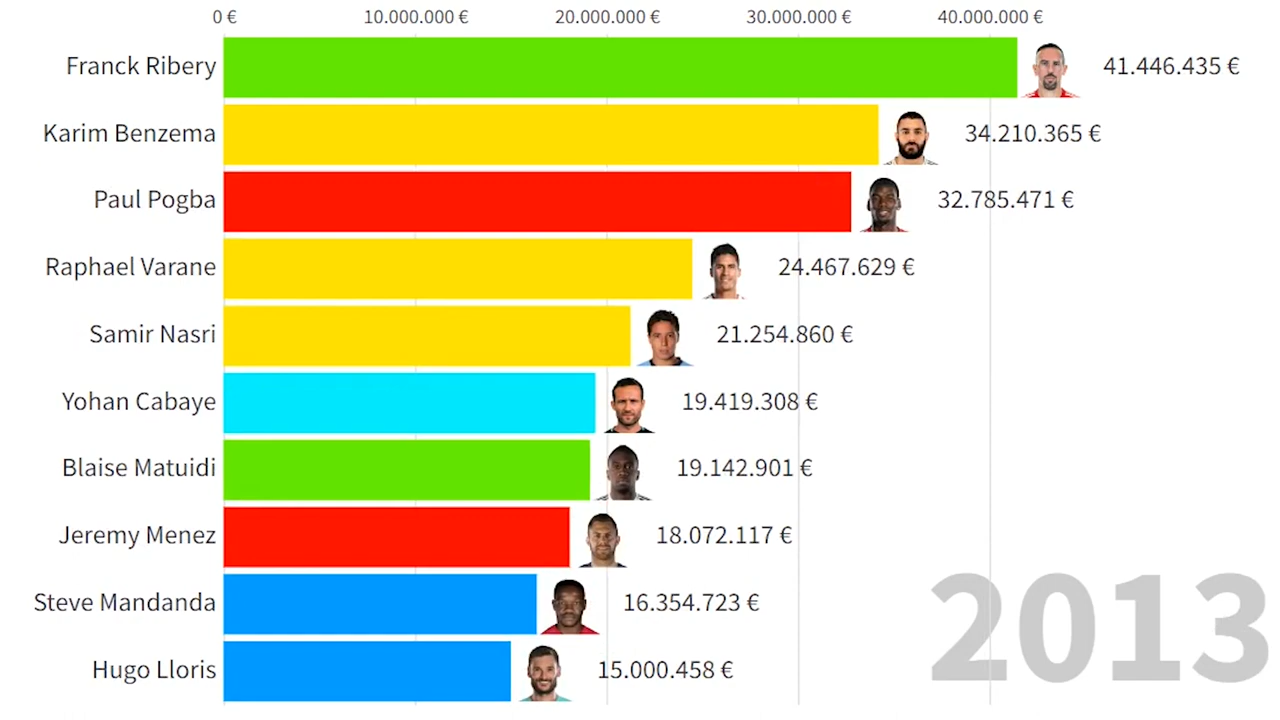 0 € 10.000.000 € 20.000.000 € 30.000.000 € 40.000.000 €
Franck Ribery 41.446.435 €
Karim Benzema 34.210.365 €
Paul Pogba 32.785.471 €
Raphael Varane 24.467.629 €
Samir Nasri 21.254.860 €
Yohan Cabaye 19.419.308 €
Blaise Matuidi 19.142.901 €
Jeremy Menez 18.072.117 €
Steve Mandanda 16.354.723 €
Hugo Lloris 15.000.458 €
2013